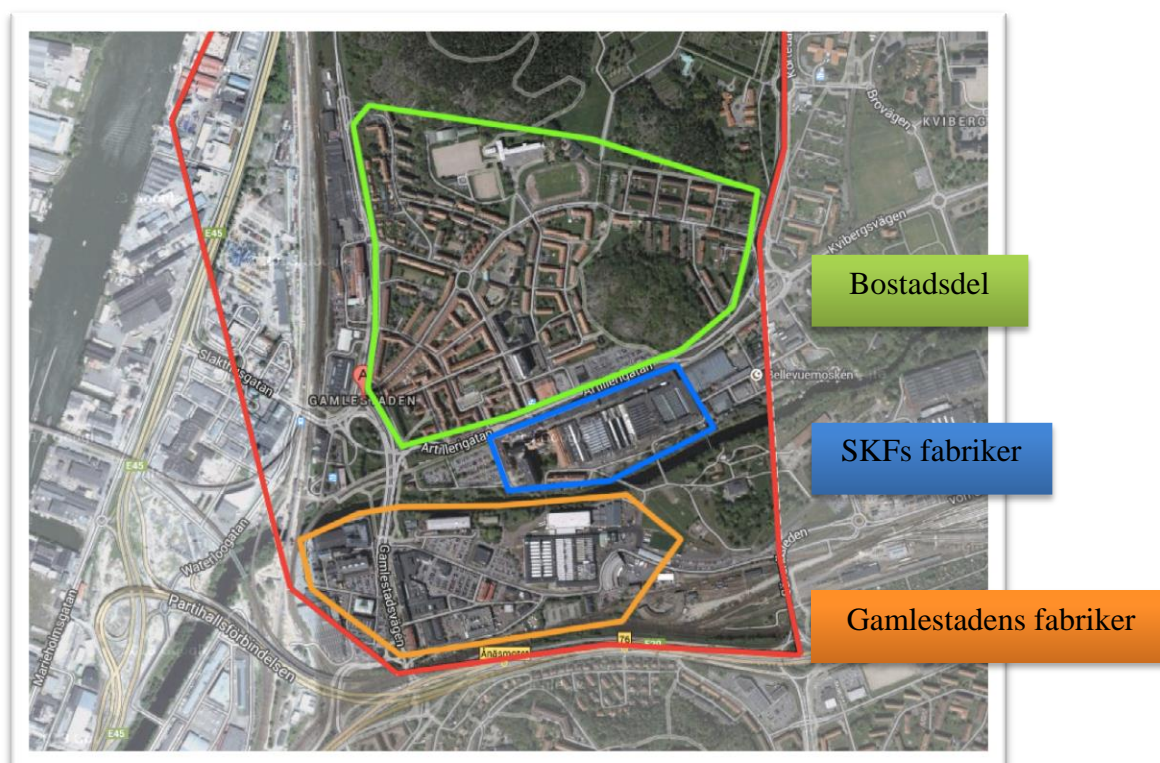 Brovägen
KVIBERG
Kvibergsvägen
E45
Bostadsdel
Slakthusgatan
Artillerigatan
Bellevuemoskén
A
GAMLESTADEN
Artillerigatan
SKFs fabriker
E45
Waterloogatan
Gamlestadsvägen
Partihallsförbindelsen
Marieholmsgatan
76
E20
Ånäsmotet
Gamlestadens fabriker
E45